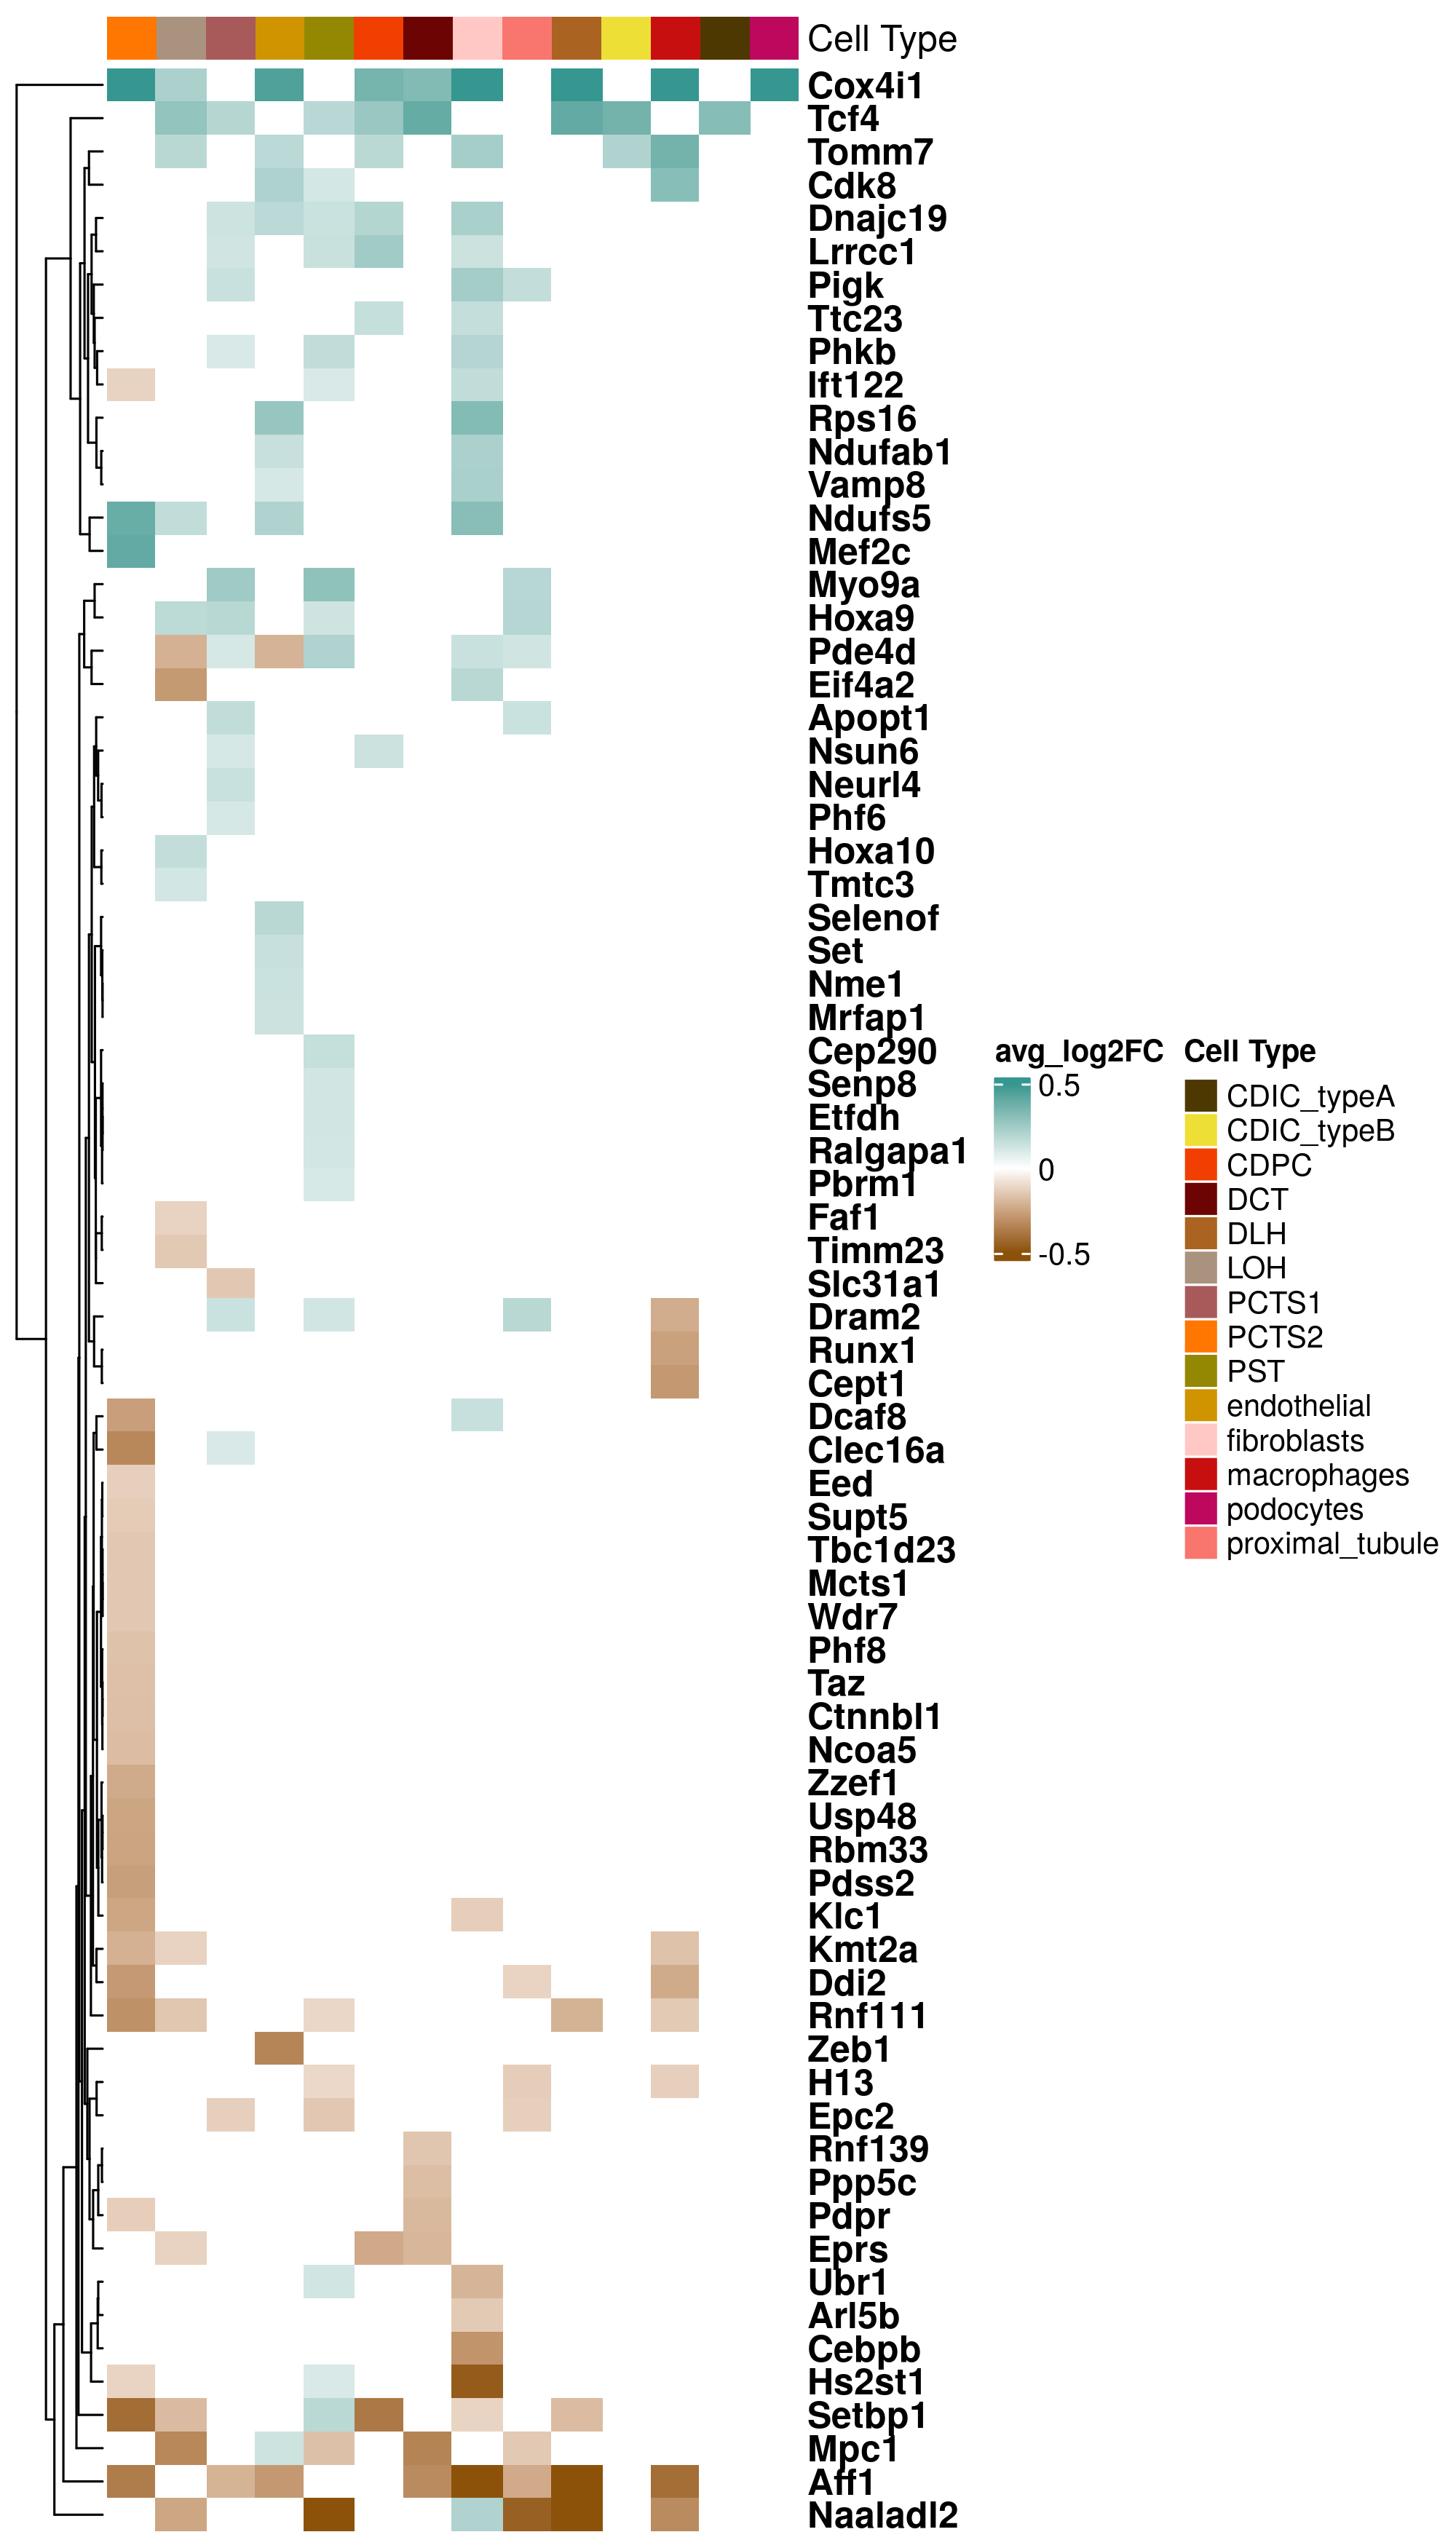 Cell Type
Cox4i1
Tcf4
Tomm7
Cdk8
Dnajc19
Lrrcc1
Pigk
Ttc23
Phkb
Ift122
Rps16
Ndufab1
Vamp8
Ndufs5
Mef2c
Myo9a
Hoxa9
Pde4d
Eif4a2
Apopt1
Nsun6
Neurl4
Phf6
Hoxa10
Tmtc3
Selenof
Set
Nme1
Mrfap1
Cep290
Senp8
Etfdh
Ralgapa1
Pbrm1
Faf1
Timm23
Slc31a1
Dram2
Runx1
Cept1
Dcaf8
Clec16a
Eed
Supt5
Tbc1d23
Mcts1
Wdr7
Phf8
Taz
Ctnnbl1
Ncoa5
Zzef1
Usp48
Rbm33
Pdss2
Klc1
Kmt2a
Ddi2
Rnf111
Zeb1
H13
Epc2
Rnf139
Ppp5c
Pdpr
Eprs
Ubr1
Arl5b
Cebpb
Hs2st1
Setbp1
Mpc1
Aff1
Naaladl2
avg_log2FC
0.5
0
-0.5
Cell Type
CDIC_typeA
CDIC_typeB
CDPC
DCT
DLH
LOH
PCTS1
PCTS2
PST
endothelial
fibroblasts
macrophages
podocytes
proximal_tubule